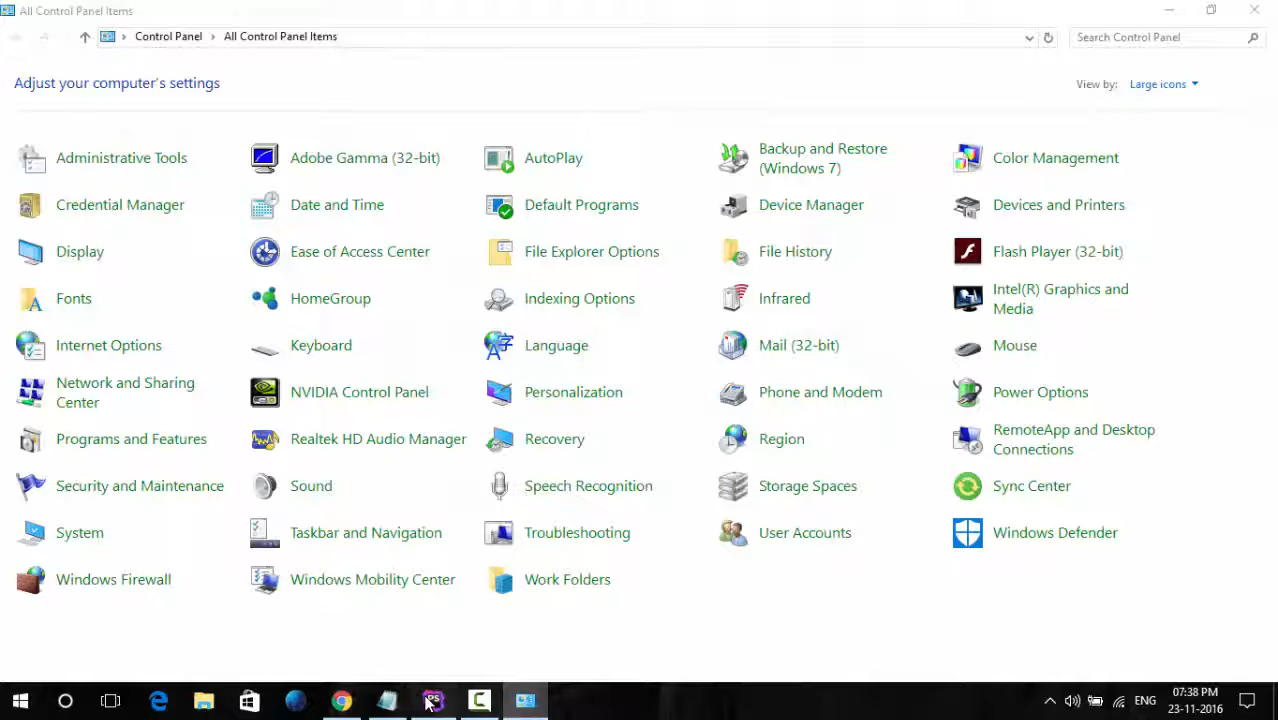 All Control Panel Items
Control Panel > All Control Panel Items
Search Control Panel
Adjust your computer's settings
View by: Large icons
Administrative Tools
Adobe Gamma (32-bit)
AutoPlay
Backup and Restore
(Windows 7)
Color Management
Credential Manager
Date and Time
Default Programs
Device Manager
Devices and Printers
Display
Ease of Access Center
File Explorer Options
File History
Flash Player (32-bit)
Fonts
HomeGroup
Indexing Options
Infrared
Intel(R) Graphics and
Media
Internet Options
Keyboard
Language
Mail (32-bit)
Mouse
Network and Sharing
Center
NVIDIA Control Panel
Personalization
Phone and Modem
Power Options
Programs and Features
Realtek HD Audio Manager
Recovery
Region
RemoteApp and Desktop
Connections
Security and Maintenance
Sound
Speech Recognition
Storage Spaces
Sync Center
System
Taskbar and Navigation
Troubleshooting
User Accounts
Windows Defender
Windows Firewall
Windows Mobility Center
Work Folders
PS
ENG
07:38 PM
23-11-2016